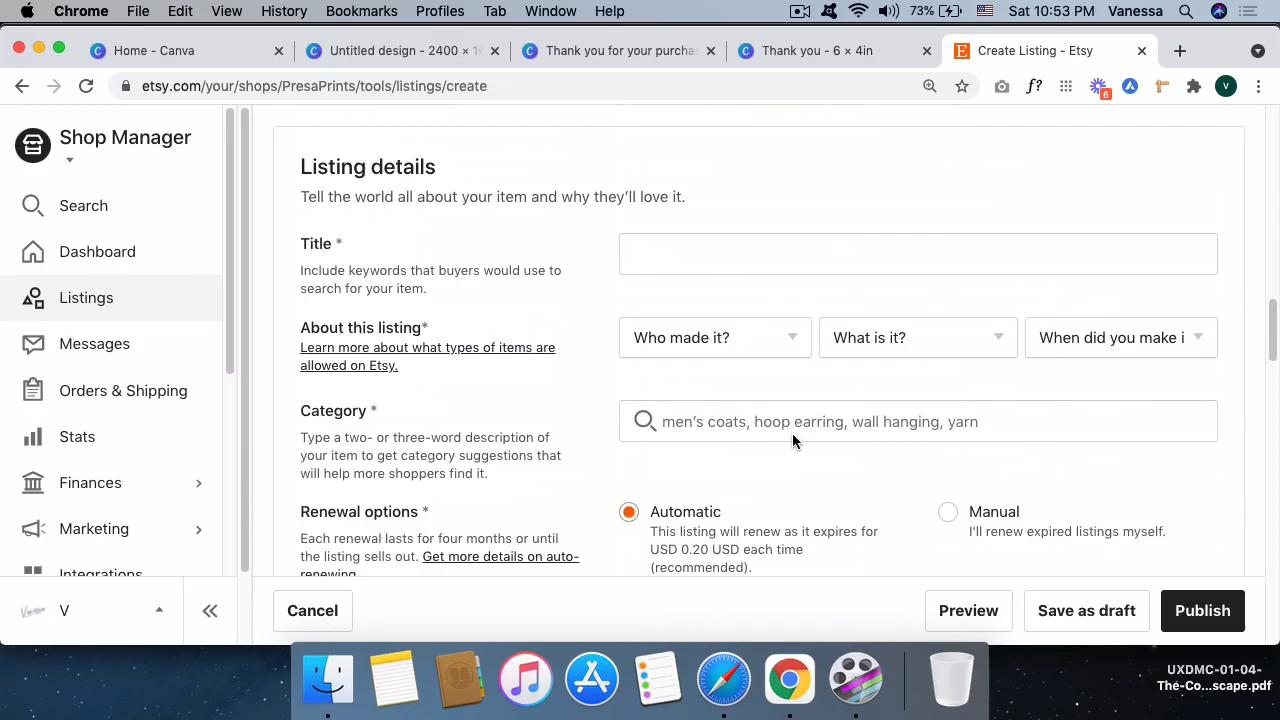 Chrome File Edit View History Bookmarks Profiles Tab Window Help 73% Sat 10:53 PM Vanessa
Home - Canva
Untitled design - 2400 × 1
Thank you for your purcha
Thank you - 6 × 4in
Create Listing - Etsy
etsy.com/your/shops/PresaPrints/tools/listings/create
f?
6
V
Shop Manager
Search
Dashboard
Listings
Messages
Orders & Shipping
Stats
Finances
Marketing
Integrations
V
Listing details
Tell the world all about your item and why they'll love it.
Title *
Include keywords that buyers would use to
search for your item.
About this listing*
Learn more about what types of items are
allowed on Etsy.
Who made it?
What is it?
When did you make i
Category *
Type a two- or three-word description of
your item to get category suggestions that
will help more shoppers find it.
men's coats, hoop earring, wall hanging, yarn
Renewal options *
Each renewal lasts for four months or until
the listing sells out. Get more details on auto-
renewing.
Automatic
This listing will renew as it expires for
USD 0.20 USD each time
(recommended).
Manual
I'll renew expired listings myself.
Cancel
Preview
Save as draft
Publish
UXDMC-01-04-
The-Co...scape.pdf